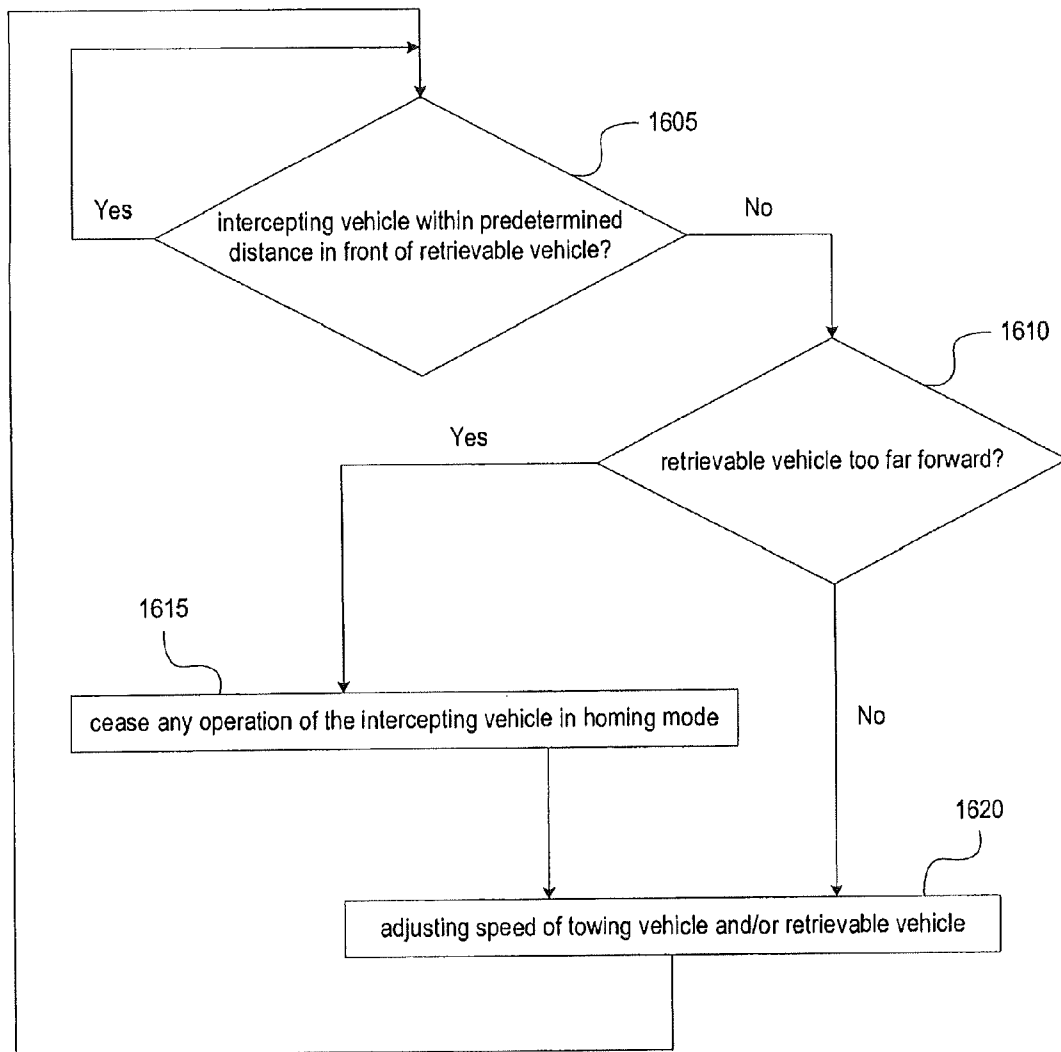 1605
Yes
No
intercepting vehicle within predetermined
distance in front of retrievable vehicle?
1610
Yes
retrievable vehicle too far forward?
1615
cease any operation of the intercepting vehicle in homing mode
No
1620
adjusting speed of towing vehicle and/or retrievable vehicle